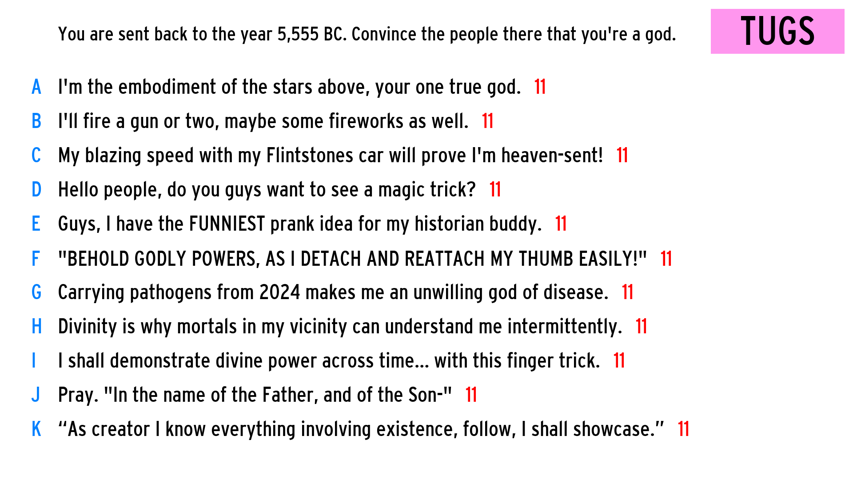 You are sent back to the year 5,555 BC. Convince the people there that you're a god.
TUGS
A I'm the embodiment of the stars above, your one true god. 11
B I'll fire a gun or two, maybe some fireworks as well. 11
C My blazing speed with my Flintstones car will prove I'm heaven-sent! 11
D Hello people, do you guys want to see a magic trick? 11
E Guys, I have the FUNNIEST prank idea for my historian buddy. 11
F "BEHOLD GODLY POWERS, AS I DETACH AND REATTACH MY THUMB EASILY!" 11
G Carrying pathogens from 2024 makes me an unwilling god of disease. 11
H Divinity is why mortals in my vicinity can understand me intermittently. 11
I I shall demonstrate divine power across time... with this finger trick. 11
J Pray. "In the name of the Father, and of the Son-" 11
K “As creator I know everything involving existence, follow, I shall showcase.” 11